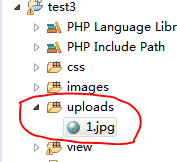 test3
PHP Language Libr
PHP Include Path
css
images
uploads
1.jpg
view